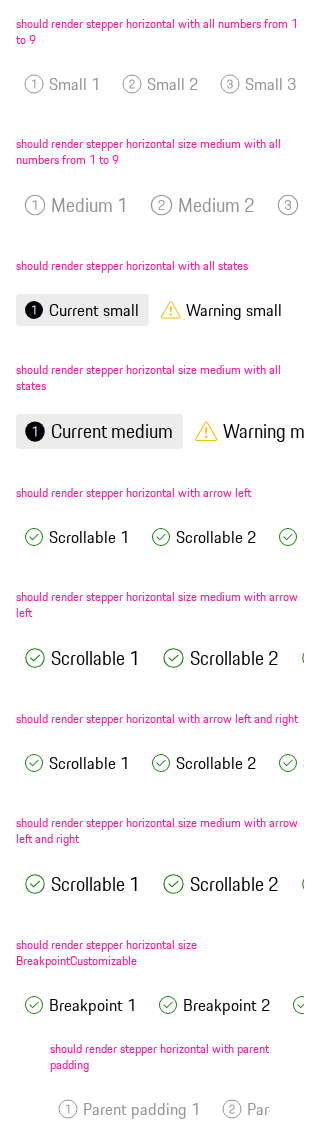 should render stepper horizontal with all numbers from 1
to 9
1 Small 1 2 Small 2 3 Small 3
should render stepper horizontal size medium with all
numbers from 1 to 9
1 Medium 1 2 Medium 2 3
should render stepper horizontal with all states
1 Current small Warning small
should render stepper horizontal size medium with all
states
1 Current medium Warning m
should render stepper horizontal with arrow left
Scrollable 1 Scrollable 2
should render stepper horizontal size medium with arrow
left
Scrollable 1 Scrollable 2
should render stepper horizontal with arrow left and right
Scrollable 1 Scrollable 2
should render stepper horizontal size medium with arrow
left and right
Scrollable 1 Scrollable 2
should render stepper horizontal size
BreakpointCustomizable
Breakpoint 1 Breakpoint 2
should render stepper horizontal with parent
padding
1 Parent padding 1 2 Par